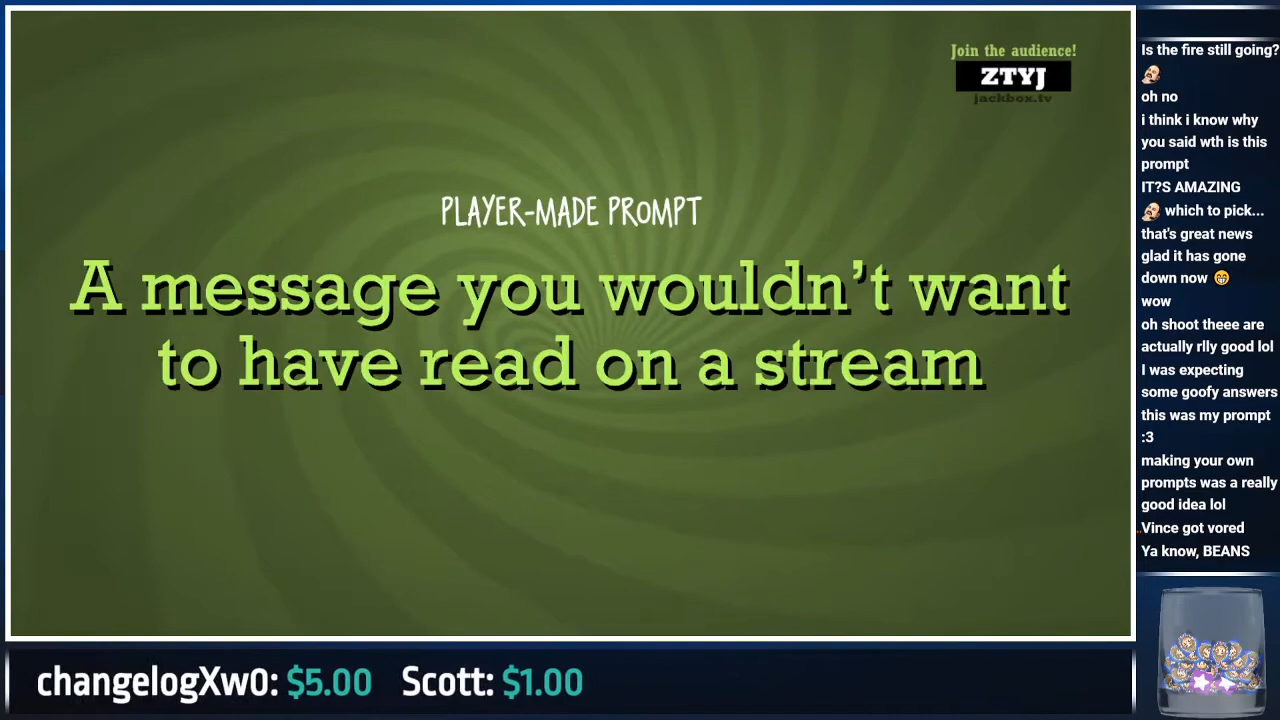 Join the audience!
ZTYJ
jackbox.tv
PLAYER-MADE PROMPT
A message you wouldn't want
to have read on a stream
Is the fire still going?
oh no
i think i know why
you said wth is this
prompt
IT?S AMAZING
which to pick...
that's great news
glad it has gone
down now
wow
oh shoot theee are
actually rlly good lol
I was expecting
some goofy answers
this was my prompt
:3
making your own
prompts was a really
good idea lol
Vince got vored
Ya know, BEANS
changelogXw0: $5.00 Scott: $1.00